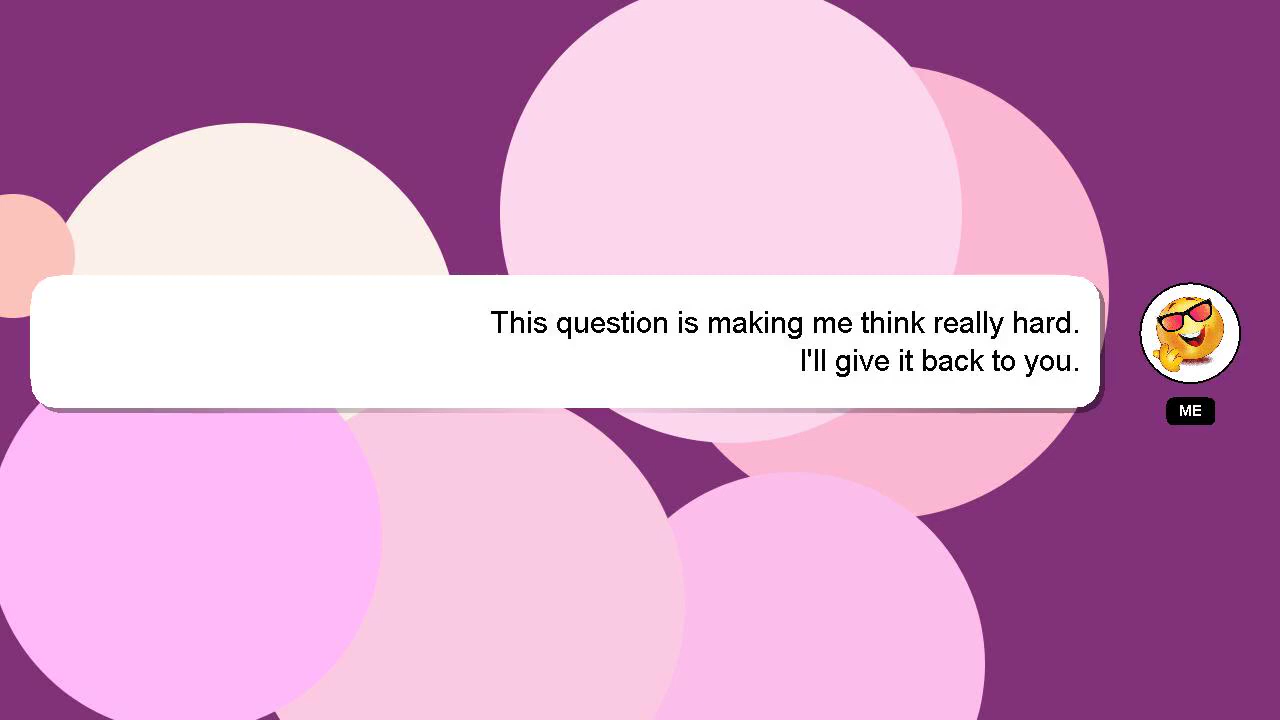 This question is making me think really hard.
I'll give it back to you.
ME